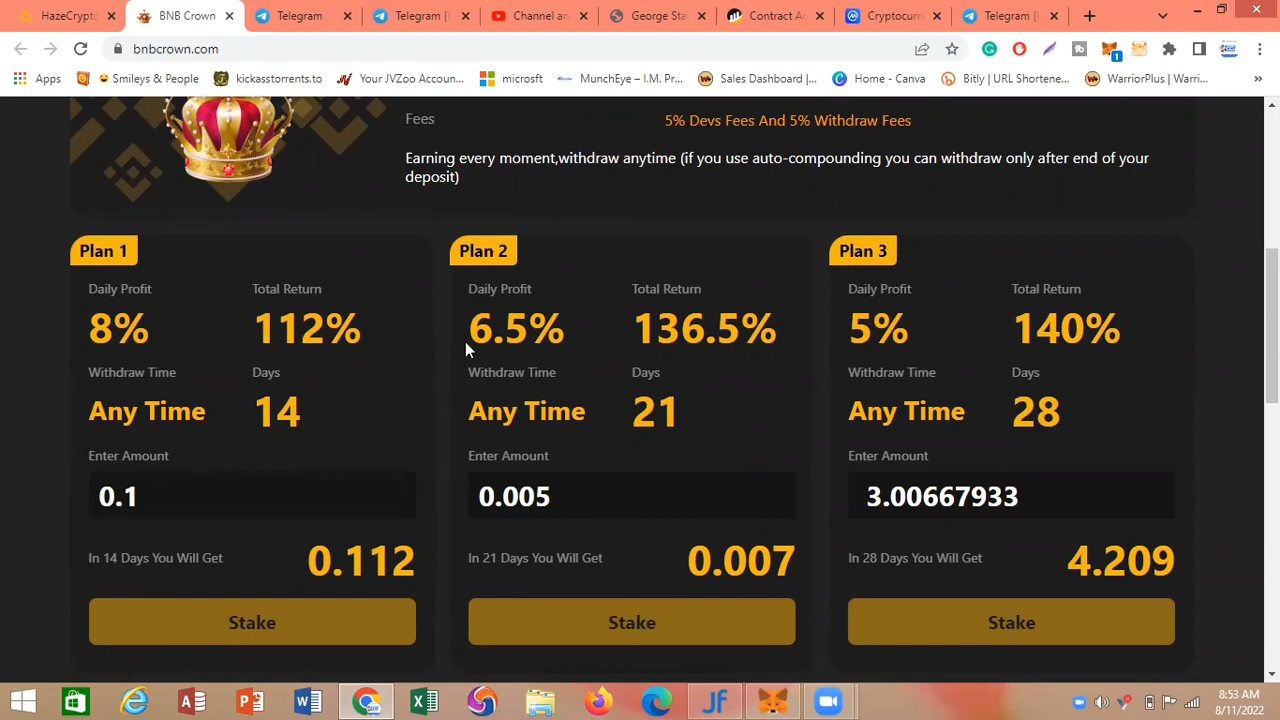 HazeCrypto
BNB Crown
Telegram
Telegram [
Channel an
George Sta
Contract A
Cryptocurr
Telegram [
bnbcrown.com
Apps
Smileys & People
kickasstorrents.to
Your JVZoo Accoun...
microsft
MunchEye – I.M. Pr...
Sales Dashboard |...
Home - Canva
Bitly | URL Shortene...
WarriorPlus | Warri...
Fees
5% Devs Fees And 5% Withdraw Fees
Earning every moment,withdraw anytime (if you use auto-compounding you can withdraw only after end of your
deposit)
Plan 1
Daily Profit
Total Return
8%
112%
Withdraw Time
Days
Any Time
14
Enter Amount
0.1
In 14 Days You Will Get
0.112
Stake
Plan 2
Daily Profit
Total Return
6.5%
136.5%
Withdraw Time
Days
Any Time
21
Enter Amount
0.005
In 21 Days You Will Get
0.007
Stake
Plan 3
Daily Profit
Total Return
5%
140%
Withdraw Time
Days
Any Time
28
Enter Amount
3.00667933
In 28 Days You Will Get
4.209
Stake
8:53 AM
8/11/2022